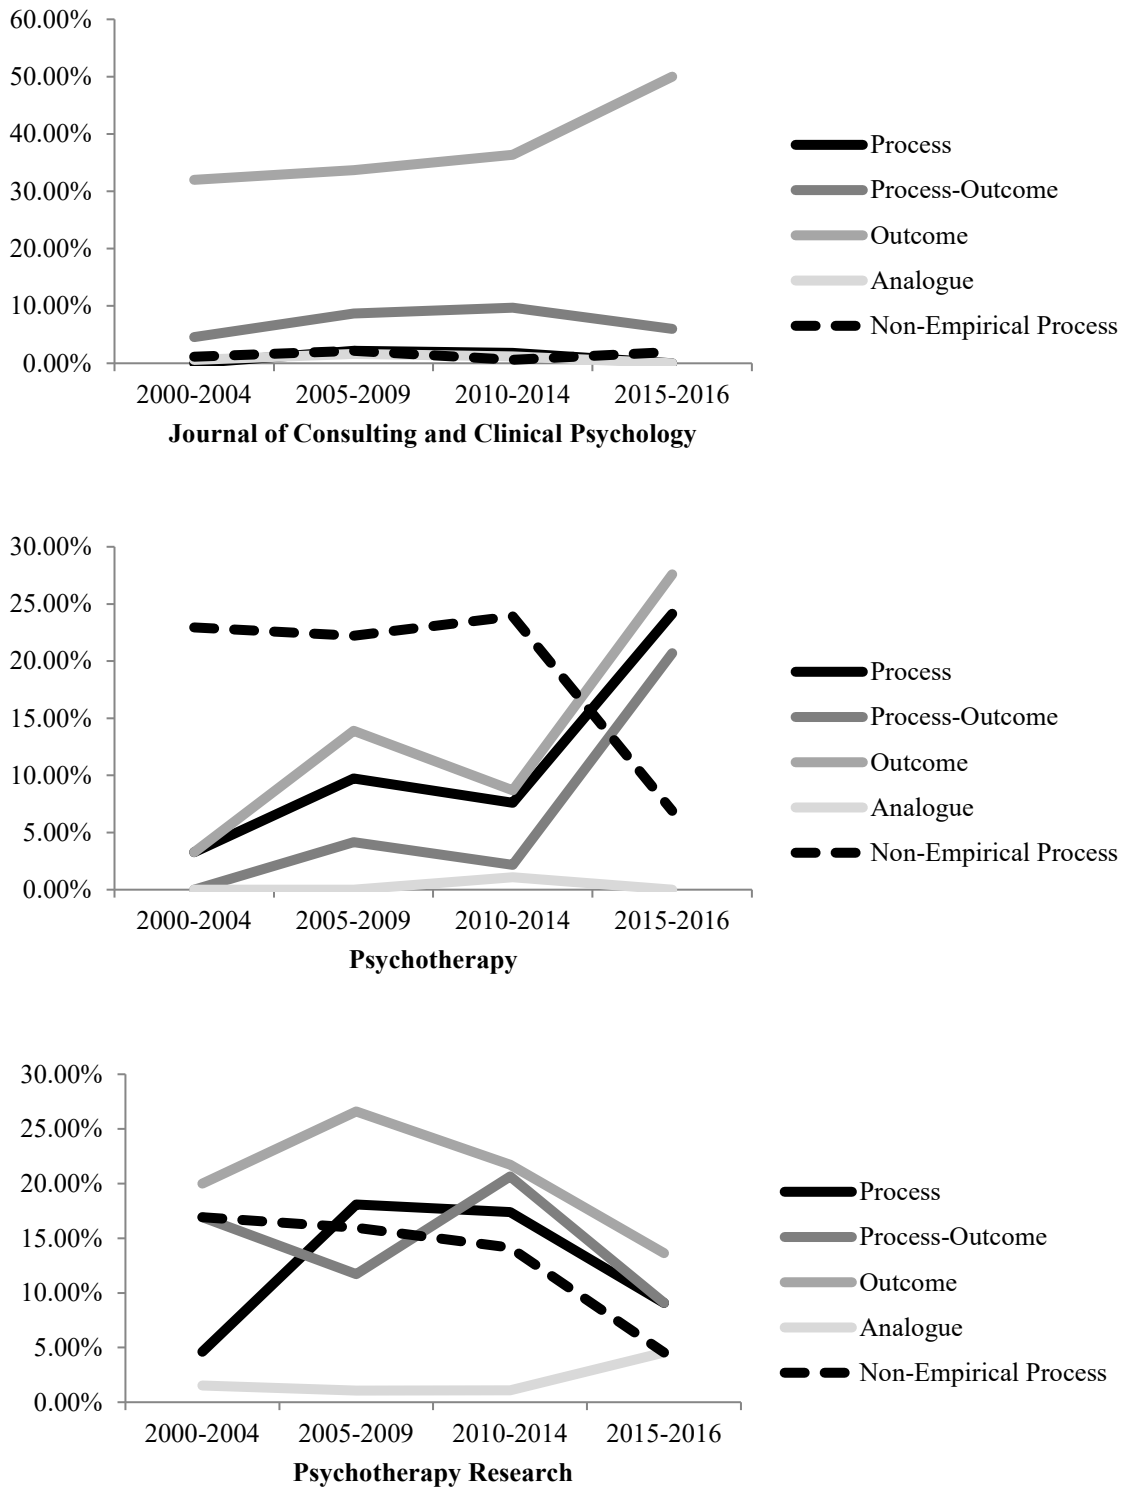 60.00%
50.00%
40.00%
30.00%
20.00%
10.00%
0.00%
2000-2004 2005-2009 2010-2014 2015-2016
Journal of Consulting and Clinical Psychology
Process
Process-Outcome
Outcome
Analogue
Non-Empirical Process
30.00%
25.00%
20.00%
15.00%
10.00%
5.00%
0.00%
2000-2004 2005-2009 2010-2014 2015-2016
Psychotherapy
Process
Process-Outcome
Outcome
Analogue
Non-Empirical Process
30.00%
25.00%
20.00%
15.00%
10.00%
5.00%
0.00%
2000-2004 2005-2009 2010-2014 2015-2016
Psychotherapy Research
Process
Process-Outcome
Outcome
Analogue
Non-Empirical Process